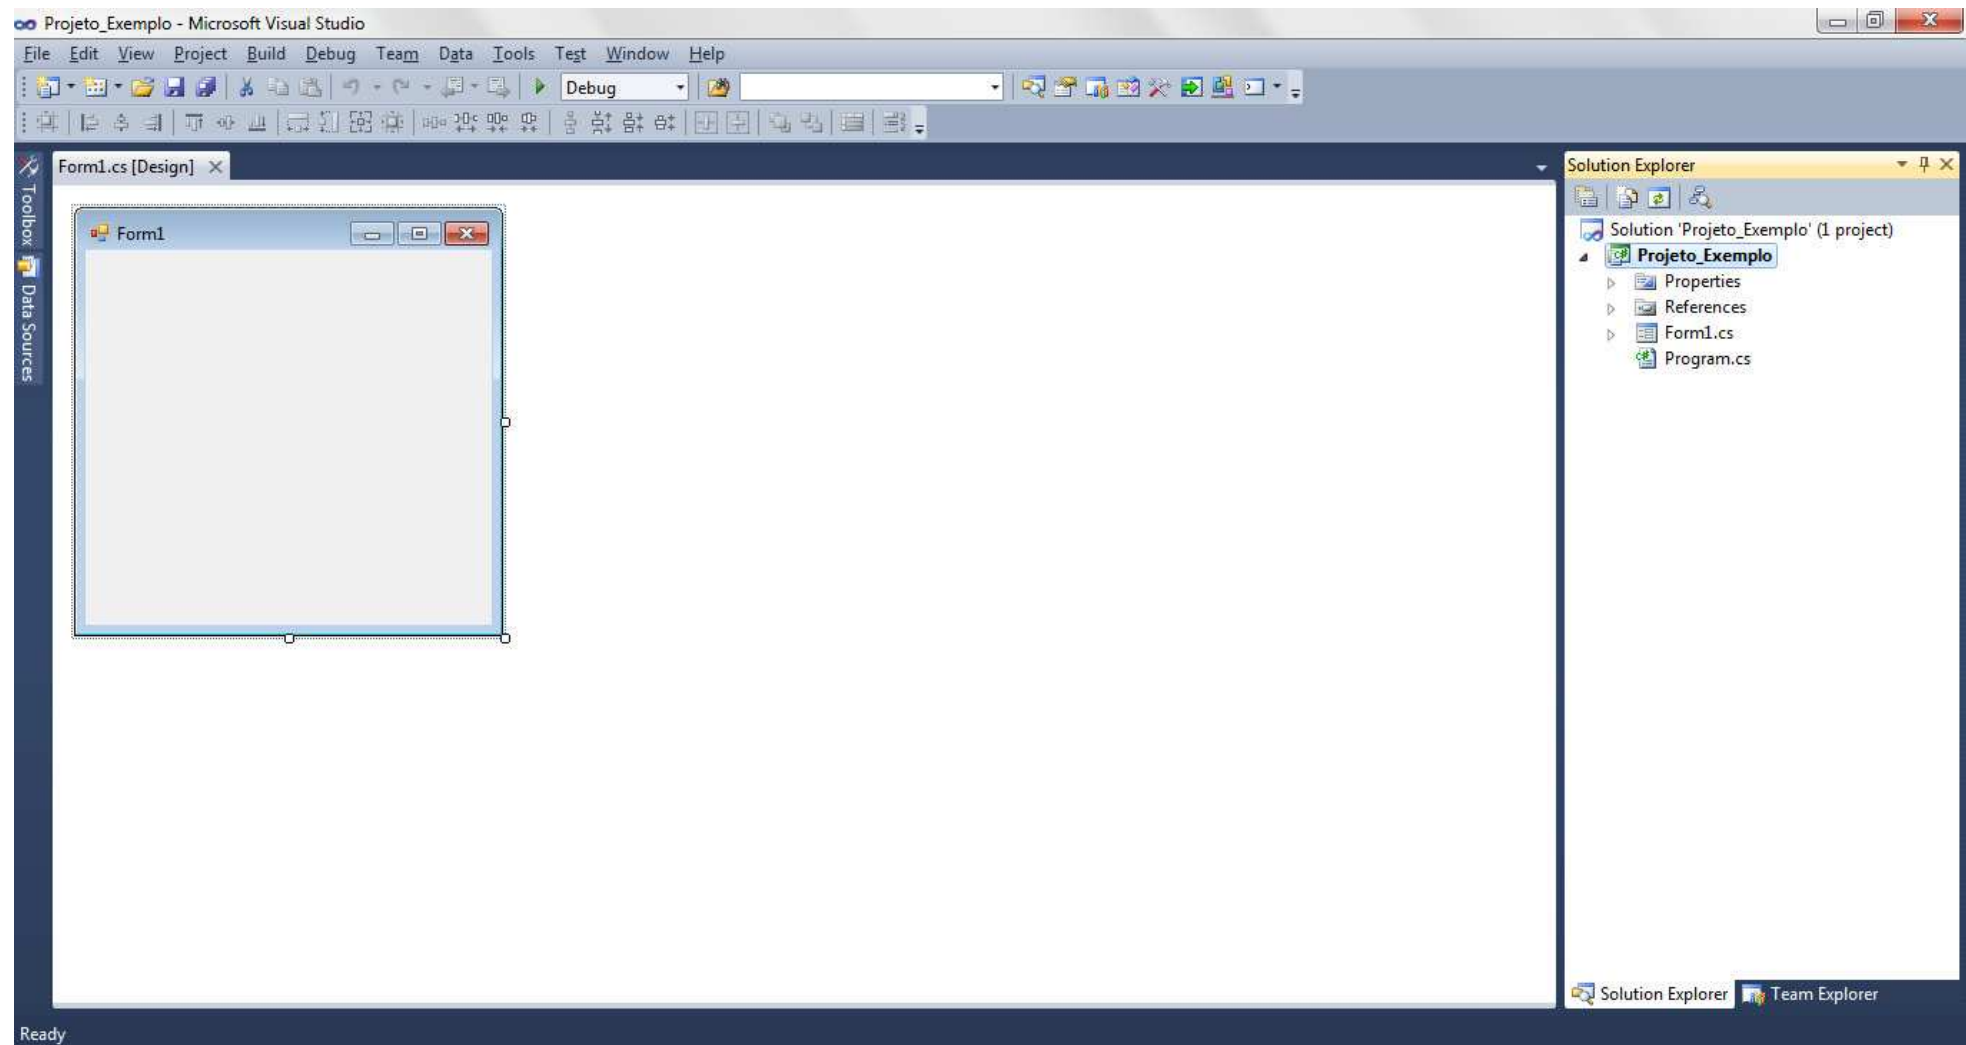 Projeto_Exemplo - Microsoft Visual Studio
File Edit View Project Build Debug Team Data Tools Test Window Help
Debug
Toolbox
Data Sources
Form1.cs [Design]
Form1
Solution Explorer
Solution 'Projeto_Exemplo' (1 project)
Projeto_Exemplo
Properties
References
Form1.cs
Program.cs
Solution Explorer Team Explorer
Ready